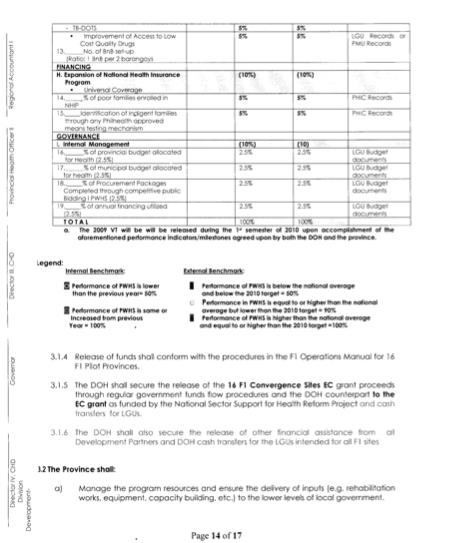 - TB-DOTS 5% 5%
• Improvement of Access to Low Cost Quality Drugs 5% 5% LGU Records or PMU Records
13.____No. of BnB set-up
(Ratio: 1 BnB per 2 barangays)
FINANCING
H. Expansion of National Health Insurance Program (10%) (10%)
• Universal Coverage
14.____% of poor families enrolled in NHIP 5% 5% PHIC Records
15.____Identification of indigent families through any Philhealth approved means testing mechanism 5% 5% PHIC Records
GOVERNANCE
I. Internal Management (10%) (10)
16.____% of provincial budget allocated for health (2.5%) 2.5% 2.5% LGU Budget documents
17.____% of municipal budget allocated for health (2.5%) 2.5% 2.5% LGU Budget documents
18.____% of Procurement Packages Completed through competitive public Bidding I PWHS (2.5%) 2.5% 2.5% LGU Budget documents
19.____% of annual financing utilized (2.5%) 2.5% 2.5% LGU Budget documents
TOTAL 100% 100%
a. The 2009 VT will be will be released during the 1st semester of 2010 upon accomplishment of the
aforementioned performance indicators/milestones agreed upon by both the DOH and the province.
Legend:
Internal Benchmark:
Performance of PWHS is lower
than the previous year= 50%
Performance of PWHS is same or
Increased from previous
Year = 100%
External Benchmark:
Performance of PWHS is below the national average
and below the 2010 target = 50%
Performance in PWHS is equal to or higher than the national
average but lower than the 2010 target = 90%
Performance of PWHS is higher than the national average
and equal to or higher than the 2010 target =100%
3.1.4 Release of funds shall conform with the procedures in the F1 Operations Manual for 16
F1 Pilot Provinces.
3.1.5 The DOH shall secure the release of the 16 F1 Convergence Sites EC grant proceeds
through regular government funds flow procedures and the DOH counterpart to the
EC grant as funded by the National Sector Support for Health Reform Project and cash
transfers for LGUs.
3.1.6 The DOH shall also secure the release of other financial assistance from all
Development Partners and DOH cash transfers for the LGUs intended for all F1 sites
3.2 The Province shall:
a) Manage the program resources and ensure the delivery of inputs (e.g. rehabilitation
works, equipment, capacity building, etc.) to the lower levels of local government.
Page 14 of 17
Regional Accountant I
Provincial Health Officer II
Director III, CHD
Governor
Director IV, CHD
Division
Development-